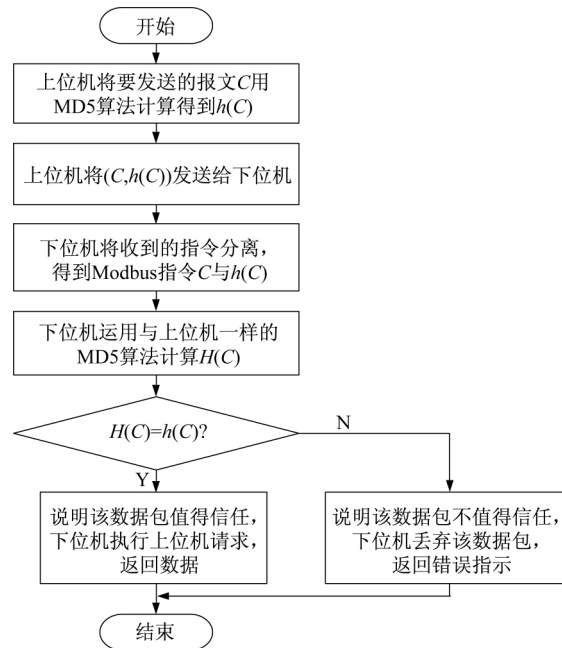 开始
上位机将要发送的报文C用
MD5算法计算得到h(C)
上位机将(C,h(C))发送给下位机
下位机将收到的指令分离，
得到Modbus指令C与h(C)
下位机运用与上位机一样的
MD5算法计算H(C)
H(C)=h(C)?
N
Y
说明该数据包值得信任，
下位机执行上位机请求，
返回数据
说明该数据包不值得信任，
下位机丢弃该数据包，
返回错误指示
结束